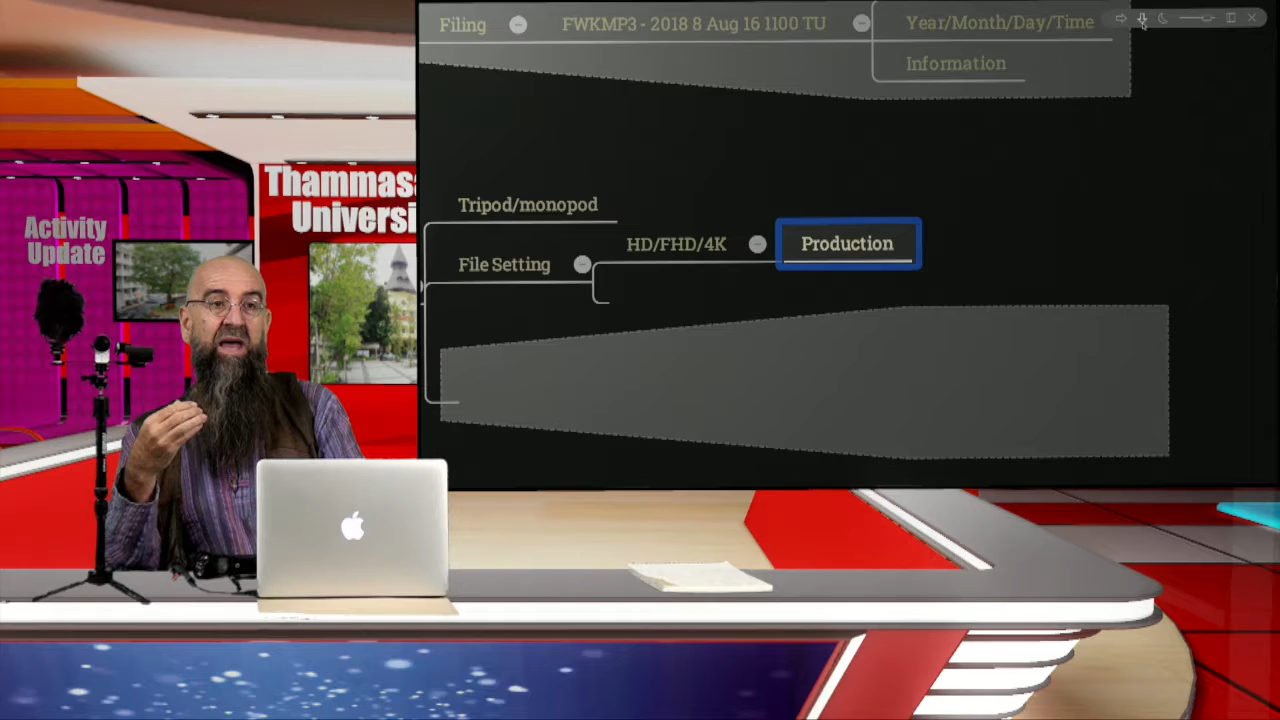 Filing
FWKMP3 - 2018 8 Aug 16 1100 TU
Year/Month/Day/Time
Information
Thammasa
Universi
Activity
Update
Tripod/monopod
File Setting
HD/FHD/4K
Production